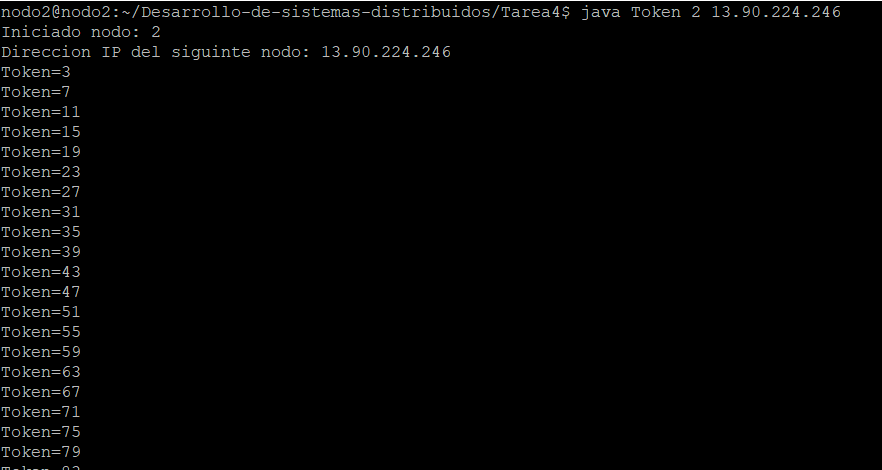 nodo2@nodo2:~/Desarrollo-de-sistemas-distribuidos/Tarea4$ java Token 2 13.90.224.246
Iniciado nodo: 2
Direccion IP del siguinte nodo: 13.90.224.246
Token=3
Token=7
Token=11
Token=15
Token=19
Token=23
Token=27
Token=31
Token=35
Token=39
Token=43
Token=47
Token=51
Token=55
Token=59
Token=63
Token=67
Token=71
Token=75
Token=79